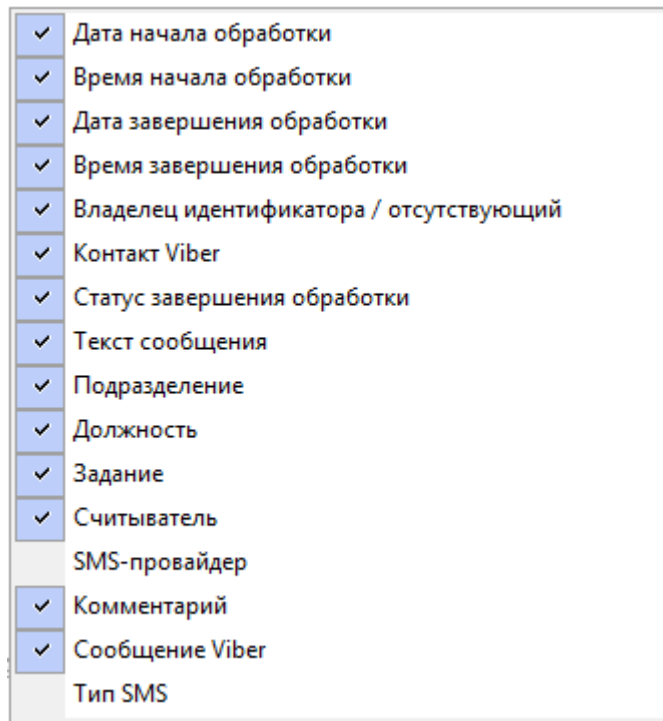 Дата начала обработки
Время начала обработки
Дата завершения обработки
Время завершения обработки
Владелец идентификатора / отсутствующий
Контакт Viber
Статус завершения обработки
Текст сообщения
Подразделение
Должность
Задание
Считыватель
SMS-провайдер
Комментарий
Сообщение Viber
Тип SMS